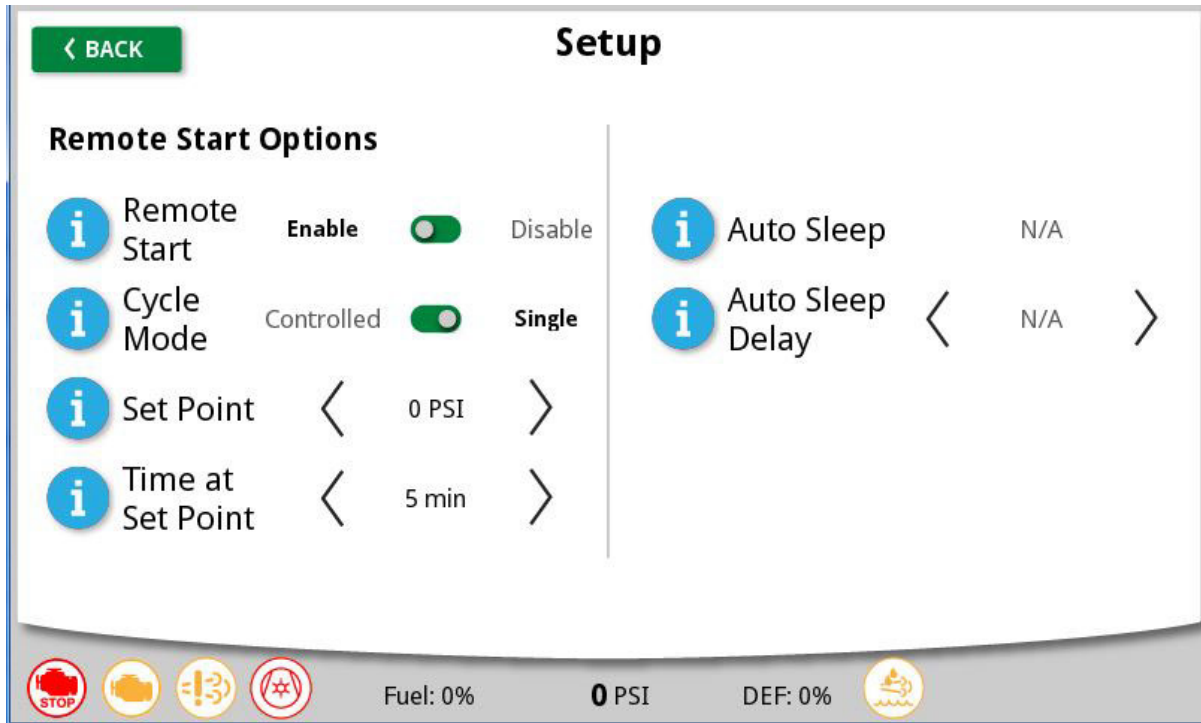 BACK
Setup
Remote Start Options
Remote
Start
Enable
Disable
Cycle
Mode
Controlled
Single
Set Point
0 PSI
Time at
Set Point
5 min
Auto Sleep
N/A
Auto Sleep
Delay
N/A
STOP
Fuel: 0%
0 PSI
DEF: 0%